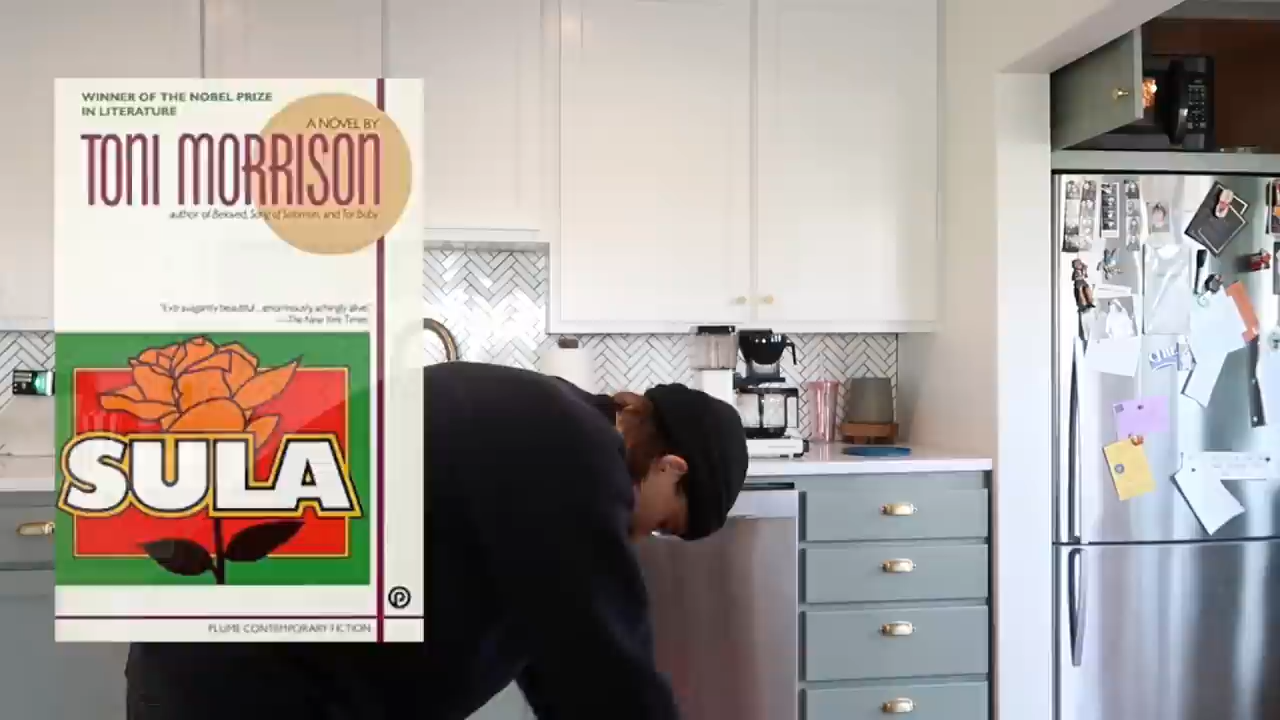 WINNER OF THE NOBEL PRIZE
IN LITERATURE
A NOVEL BY
TONI MORRISON
author of Beloved, Song of Solomon, and Tar Baby
"Extravagantly beautiful...enormously, achingly alive."
—The New York Times
SULA
PLUME CONTEMPORARY FICTION